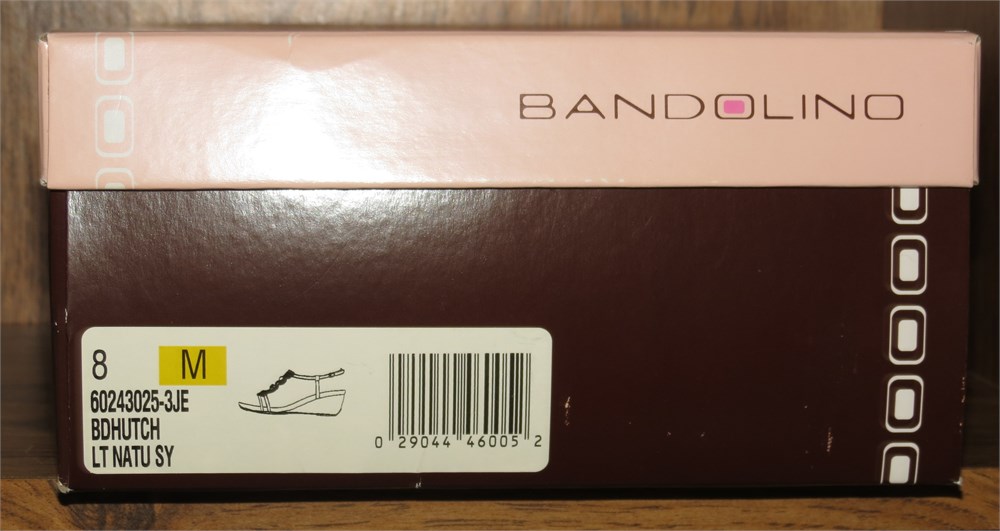 BANDOLINO
8 M
60243025-3JE
BDHUTCH
LT NATU SY
0 29044 46005 2